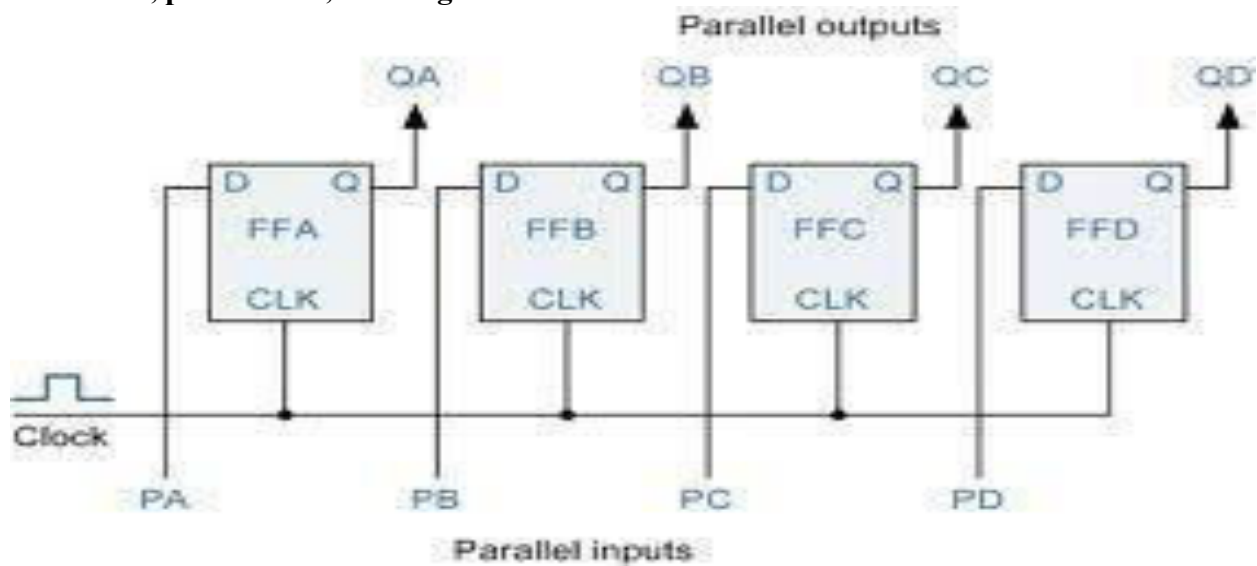 Parallel outputs
QA QB QC QD
D Q D Q D Q D Q
FFA FFB FFC FFD
CLK CLK CLK CLK
Clock
PA PB PC PD
Parallel inputs